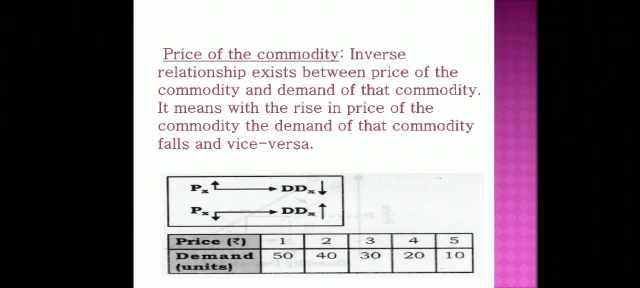 Price of the commodity: Inverse
relationship exists between price of the
commodity and demand of that commodity.
It means with the rise in price of the
commodity the demand of that commodity
falls and vice-versa.
Pₓ↑ → DDₓ↓
Pₓ↓ → DDₓ↑
Price (₹) 1 2 3 4 5
Demand 50 40 30 20 10
(units)